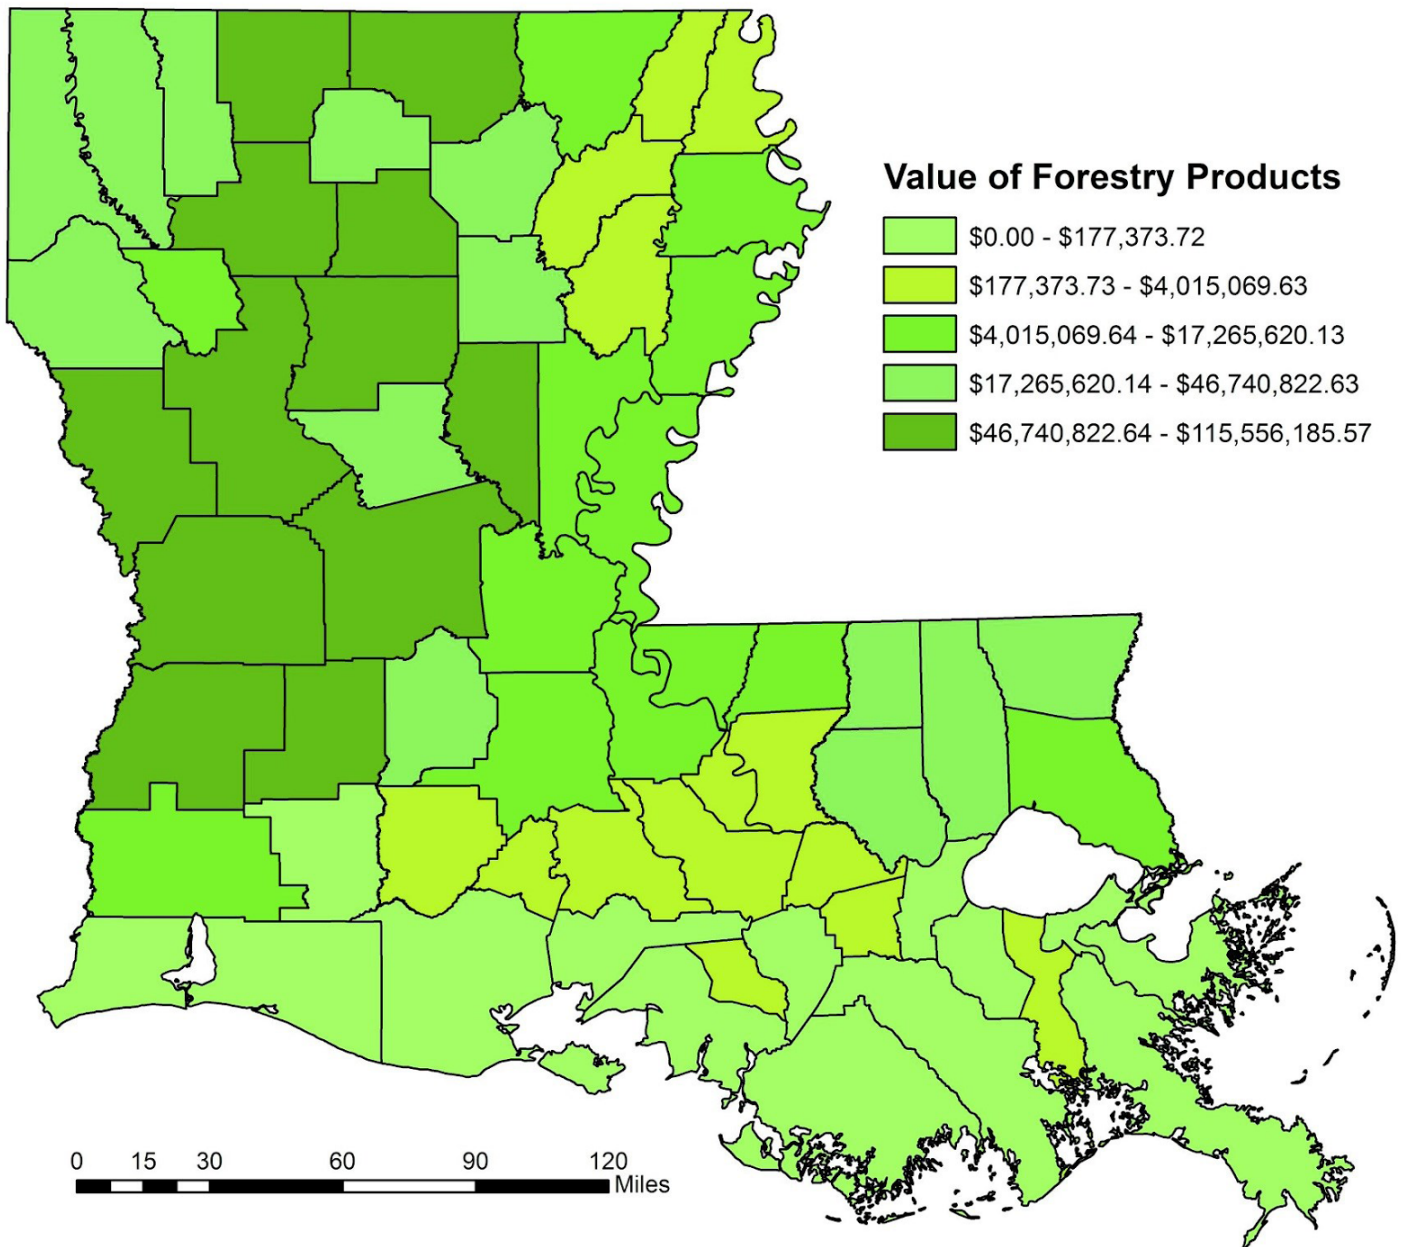 Value of Forestry Products
$0.00 - $177,373.72
$177,373.73 - $4,015,069.63
$4,015,069.64 - $17,265,620.13
$17,265,620.14 - $46,740,822.63
$46,740,822.64 - $115,556,185.57
0 15 30 60 90 120
Miles